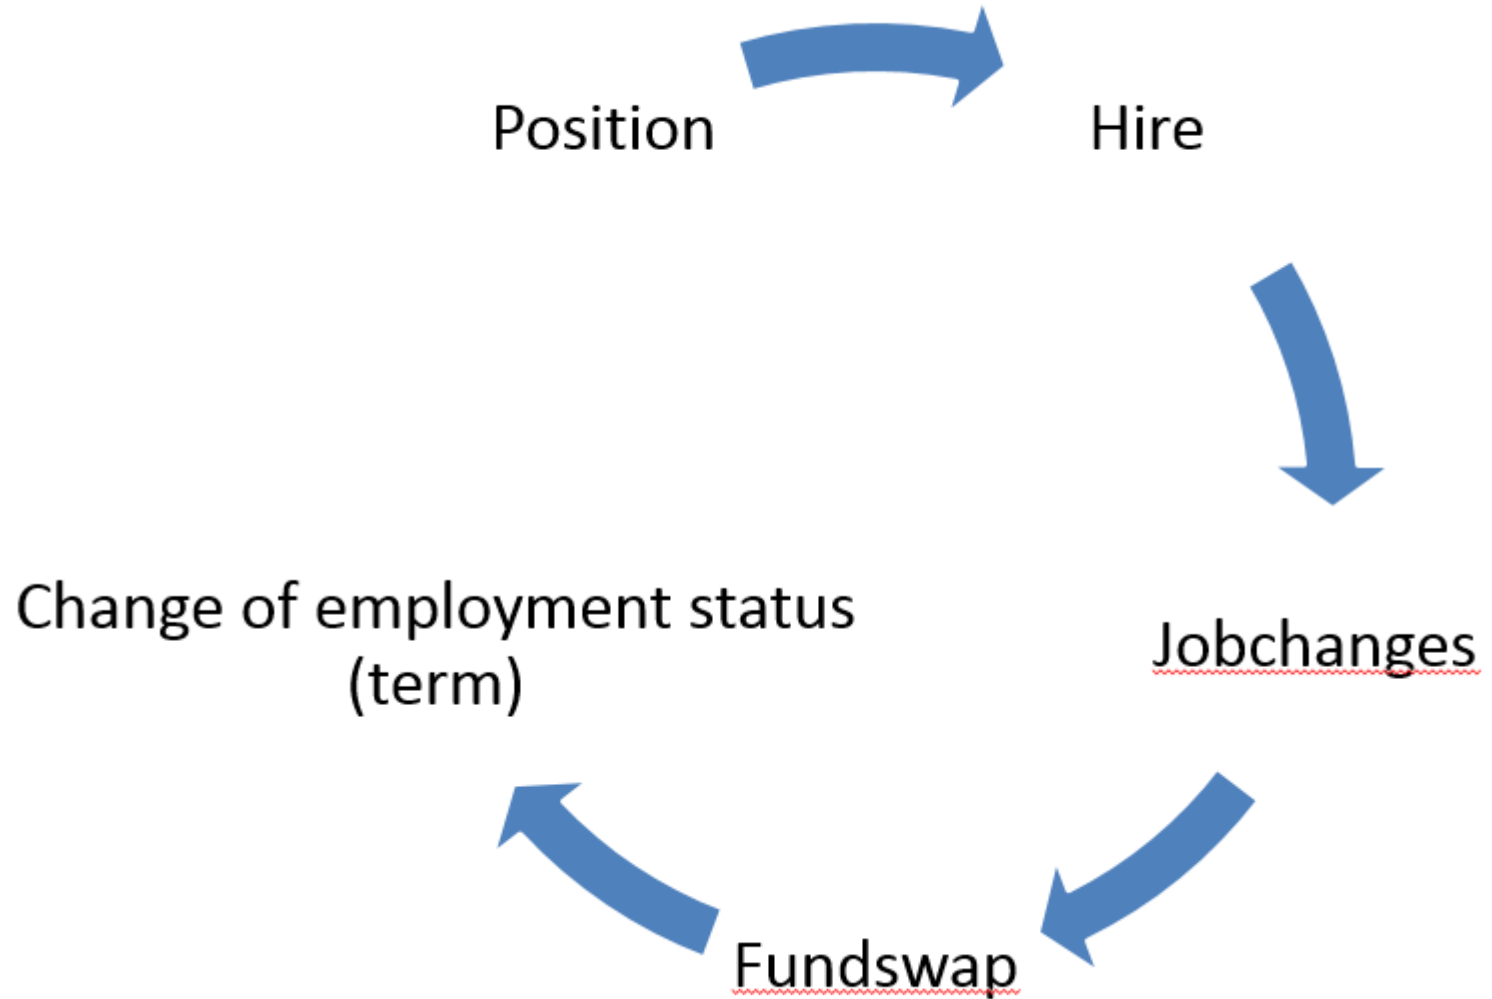 Position
Hire
Jobchanges
Fundswap
Change of employment status
(term)